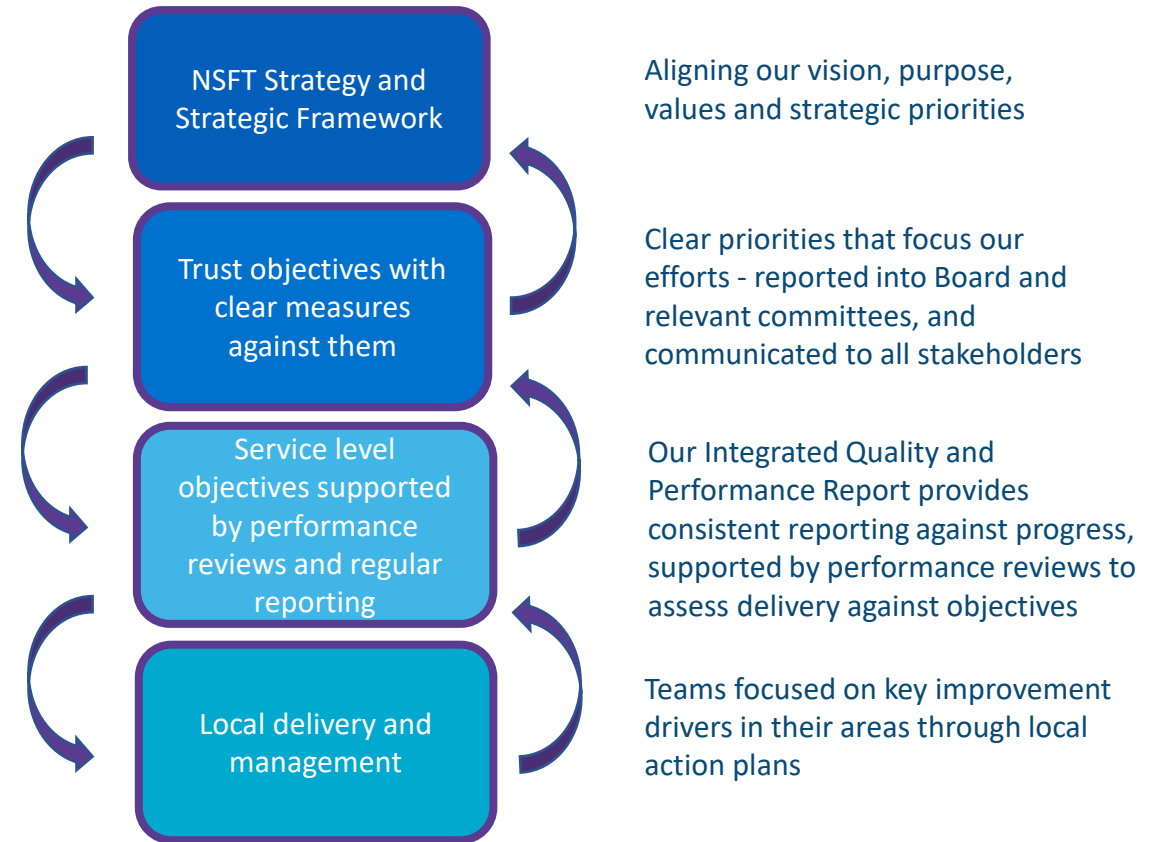 NSFT Strategy and
Strategic Framework
Aligning our vision, purpose,
values and strategic priorities
Trust objectives with
clear measures
against them
Clear priorities that focus our
efforts - reported into Board and
relevant committees, and
communicated to all stakeholders
Service level
objectives supported
by performance
reviews and regular
reporting
Our Integrated Quality and
Performance Report provides
consistent reporting against progress,
supported by performance reviews to
assess delivery against objectives
Local delivery and
management
Teams focused on key improvement
drivers in their areas through local
action plans